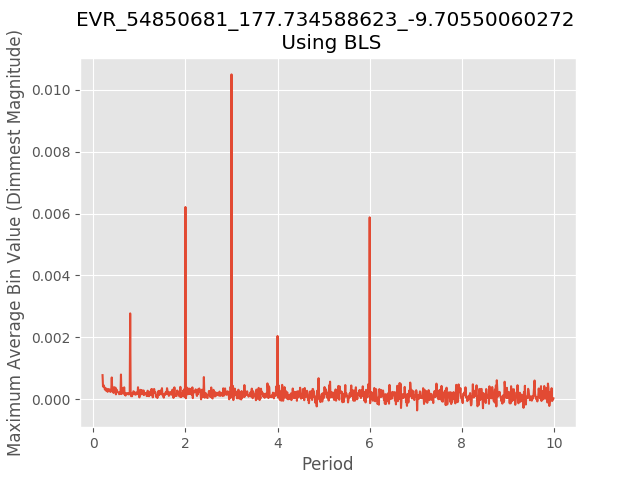 EVR_54850681_177.734588623_-9.70550060272
Using BLS
Maximum Average Bin Value (Dimmest Magnitude)
0.010
0.008
0.006
0.004
0.002
0.000
0 2 4 6 8 10
Period